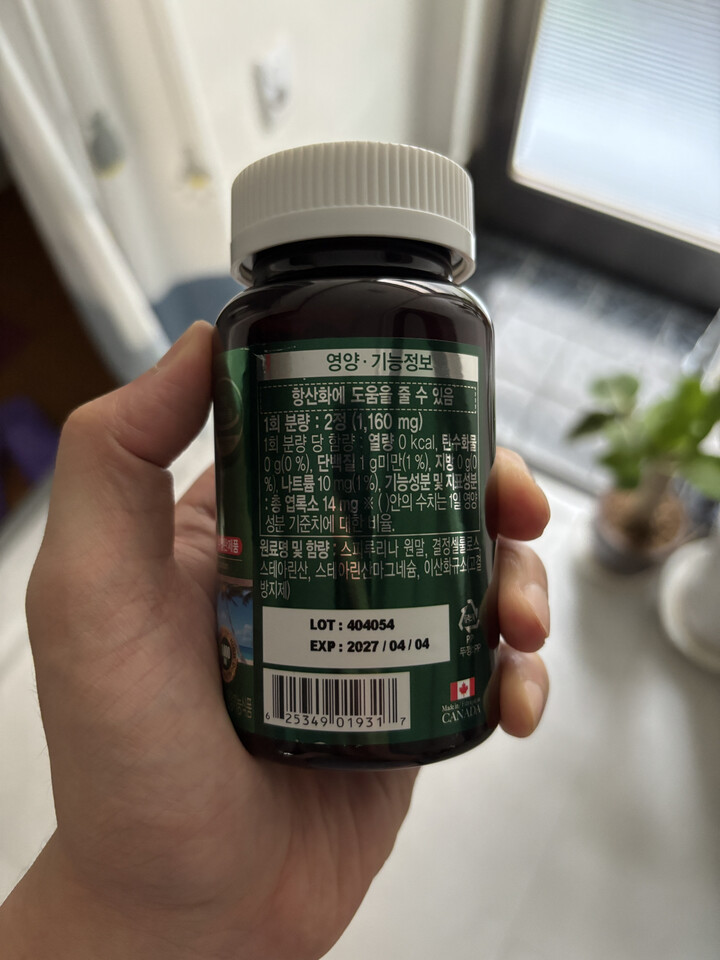 영양·기능정보
항산화에 도움을 줄 수 있음
1회 분량 : 2정 (1,160 mg)
1회 분량 당 함량 : 열량 0 kcal, 탄수화물
0 g(0 %), 단백질 1 g미만(1 %), 지방 0 g(0
%), 나트륨 10 mg(1%), 기능성분 및 지표성분
: 총 엽록소 14 mg ※ ( )안의 수치는 1일 영양
성분 기준치에 대한 비율.
원료명 및 함량 : 스피루리나 원말, 결정셀룰로스,
스테아린산, 스테아린산마그네슘, 이산화규소(고결
방지제)
LOT : 404054
EXP : 2027 / 04 / 04
6 25349 01931 7
Made in
CANADA